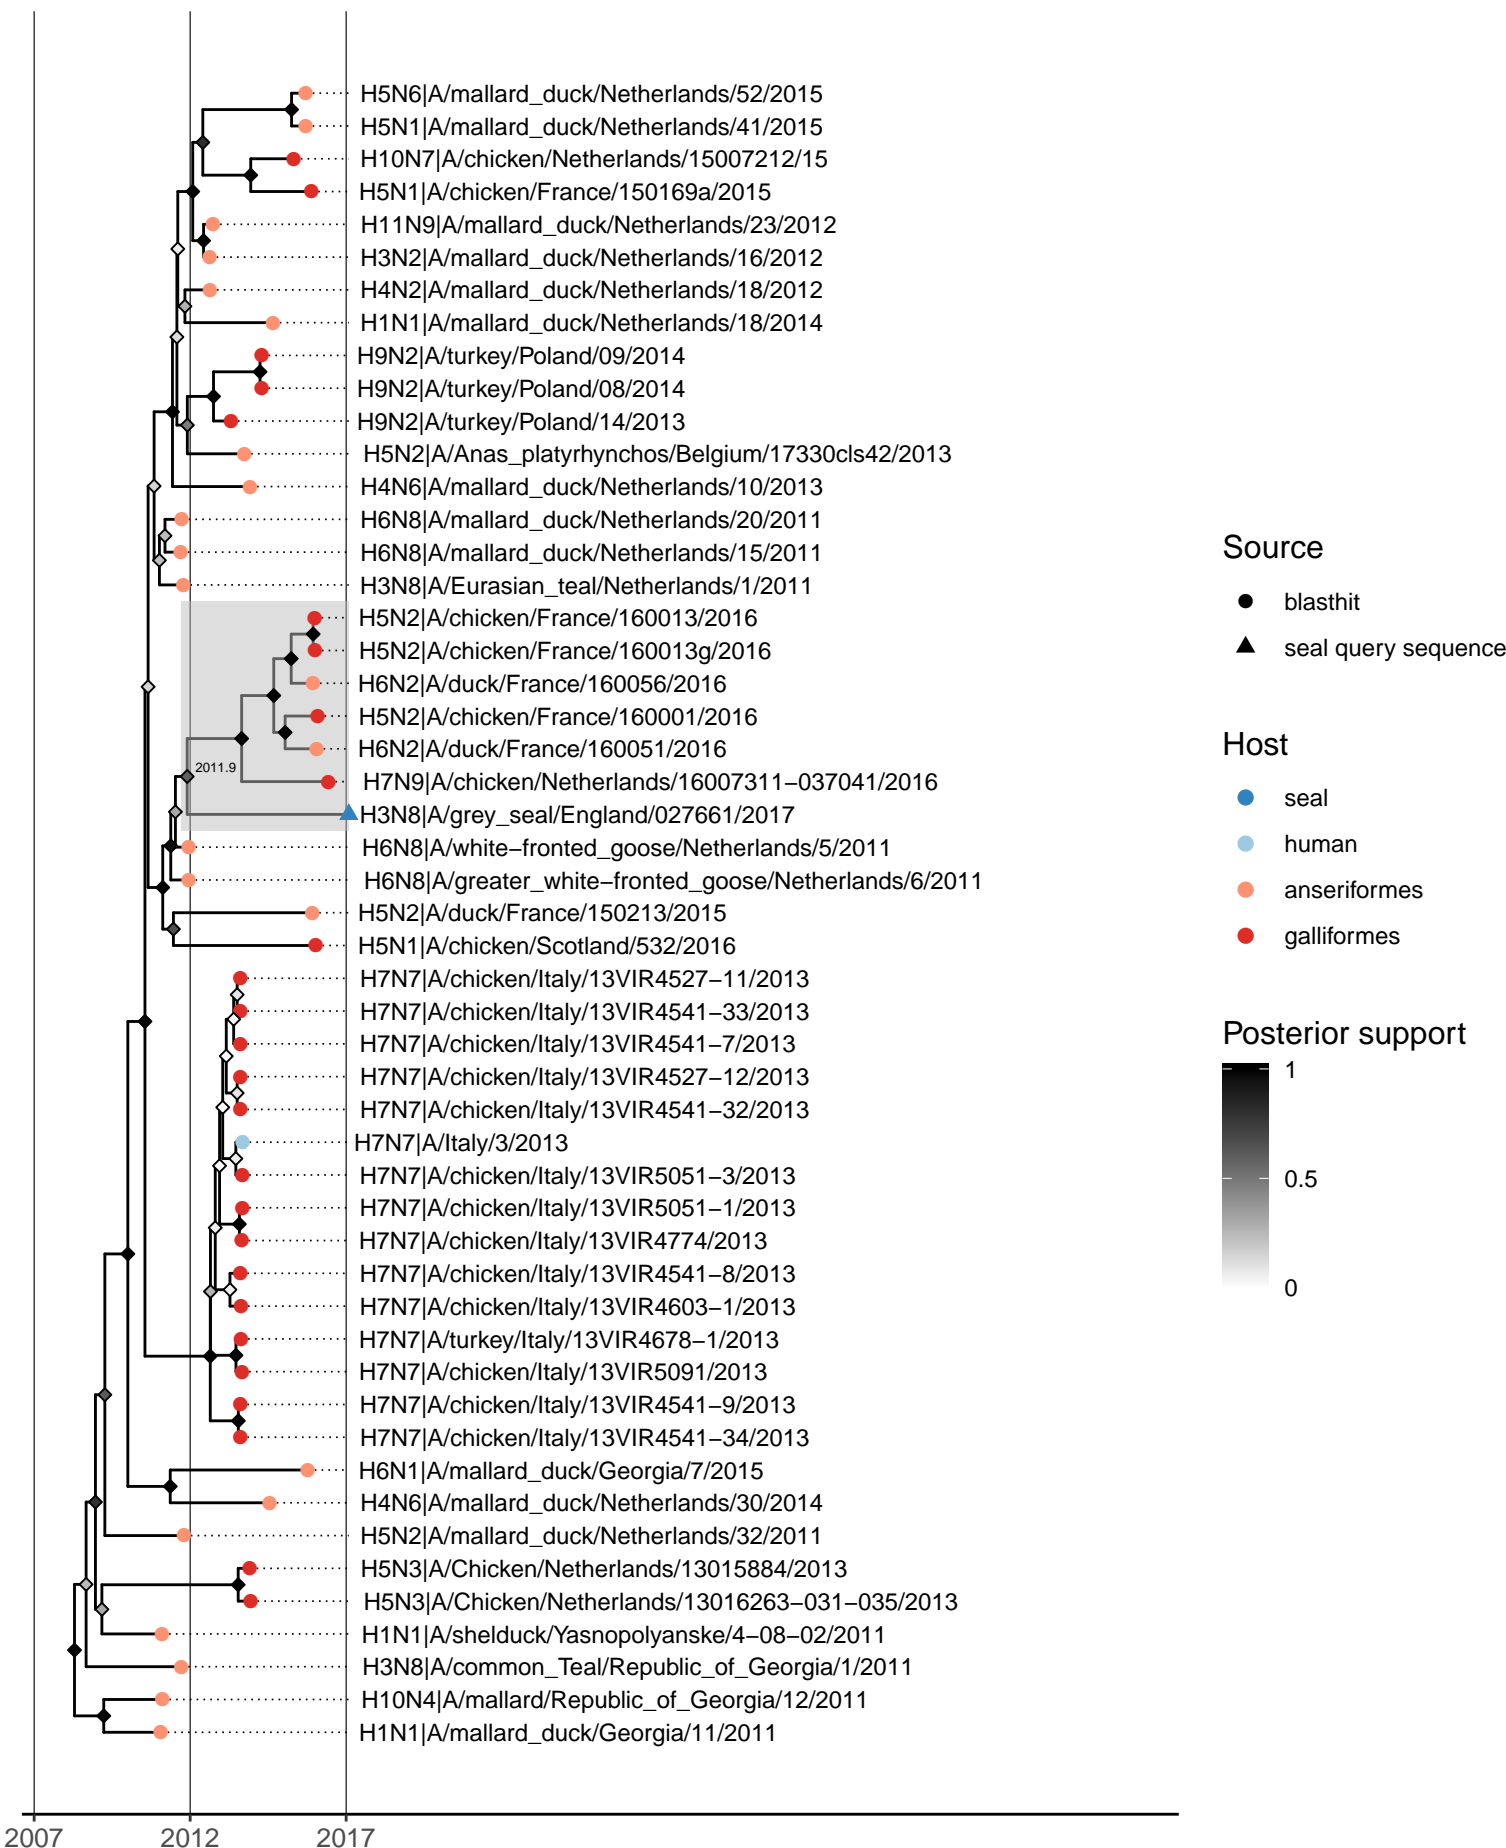 H5N6|A/mallard_duck/Netherlands/52/2015
H5N1|A/mallard_duck/Netherlands/41/2015
H10N7|A/chicken/Netherlands/15007212/15
H5N1|A/chicken/France/150169a/2015
H11N9|A/mallard_duck/Netherlands/23/2012
H3N2|A/mallard_duck/Netherlands/16/2012
H4N2|A/mallard_duck/Netherlands/18/2012
H1N1|A/mallard_duck/Netherlands/18/2014
H9N2|A/turkey/Poland/09/2014
H9N2|A/turkey/Poland/08/2014
H9N2|A/turkey/Poland/14/2013
H5N2|A/Anas_platyrhynchos/Belgium/17330cls42/2013
H4N6|A/mallard_duck/Netherlands/10/2013
H6N8|A/mallard_duck/Netherlands/20/2011
H6N8|A/mallard_duck/Netherlands/15/2011
H3N8|A/Eurasian_teal/Netherlands/1/2011
H5N2|A/chicken/France/160013/2016
H5N2|A/chicken/France/160013g/2016
H6N2|A/duck/France/160056/2016
H5N2|A/chicken/France/160001/2016
H6N2|A/duck/France/160051/2016
2011.9
H7N9|A/chicken/Netherlands/16007311−037041/2016
H3N8|A/grey_seal/England/027661/2017
H6N8|A/white−fronted_goose/Netherlands/5/2011
H6N8|A/greater_white−fronted_goose/Netherlands/6/2011
H5N2|A/duck/France/150213/2015
H5N1|A/chicken/Scotland/532/2016
H7N7|A/chicken/Italy/13VIR4527−11/2013
H7N7|A/chicken/Italy/13VIR4541−33/2013
H7N7|A/chicken/Italy/13VIR4541−7/2013
H7N7|A/chicken/Italy/13VIR4527−12/2013
H7N7|A/chicken/Italy/13VIR4541−32/2013
H7N7|A/Italy/3/2013
H7N7|A/chicken/Italy/13VIR5051−3/2013
H7N7|A/chicken/Italy/13VIR5051−1/2013
H7N7|A/chicken/Italy/13VIR4774/2013
H7N7|A/chicken/Italy/13VIR4541−8/2013
H7N7|A/chicken/Italy/13VIR4603−1/2013
H7N7|A/turkey/Italy/13VIR4678−1/2013
H7N7|A/chicken/Italy/13VIR5091/2013
H7N7|A/chicken/Italy/13VIR4541−9/2013
H7N7|A/chicken/Italy/13VIR4541−34/2013
H6N1|A/mallard_duck/Georgia/7/2015
H4N6|A/mallard_duck/Netherlands/30/2014
H5N2|A/mallard_duck/Netherlands/32/2011
H5N3|A/Chicken/Netherlands/13015884/2013
H5N3|A/Chicken/Netherlands/13016263−031−035/2013
H1N1|A/shelduck/Yasnopolyanske/4−08−02/2011
H3N8|A/common_Teal/Republic_of_Georgia/1/2011
H10N4|A/mallard/Republic_of_Georgia/12/2011
H1N1|A/mallard_duck/Georgia/11/2011
2007 2012 2017
Source
blasthit
seal query sequence
Host
seal
human
anseriformes
galliformes
Posterior support
1
0.5
0